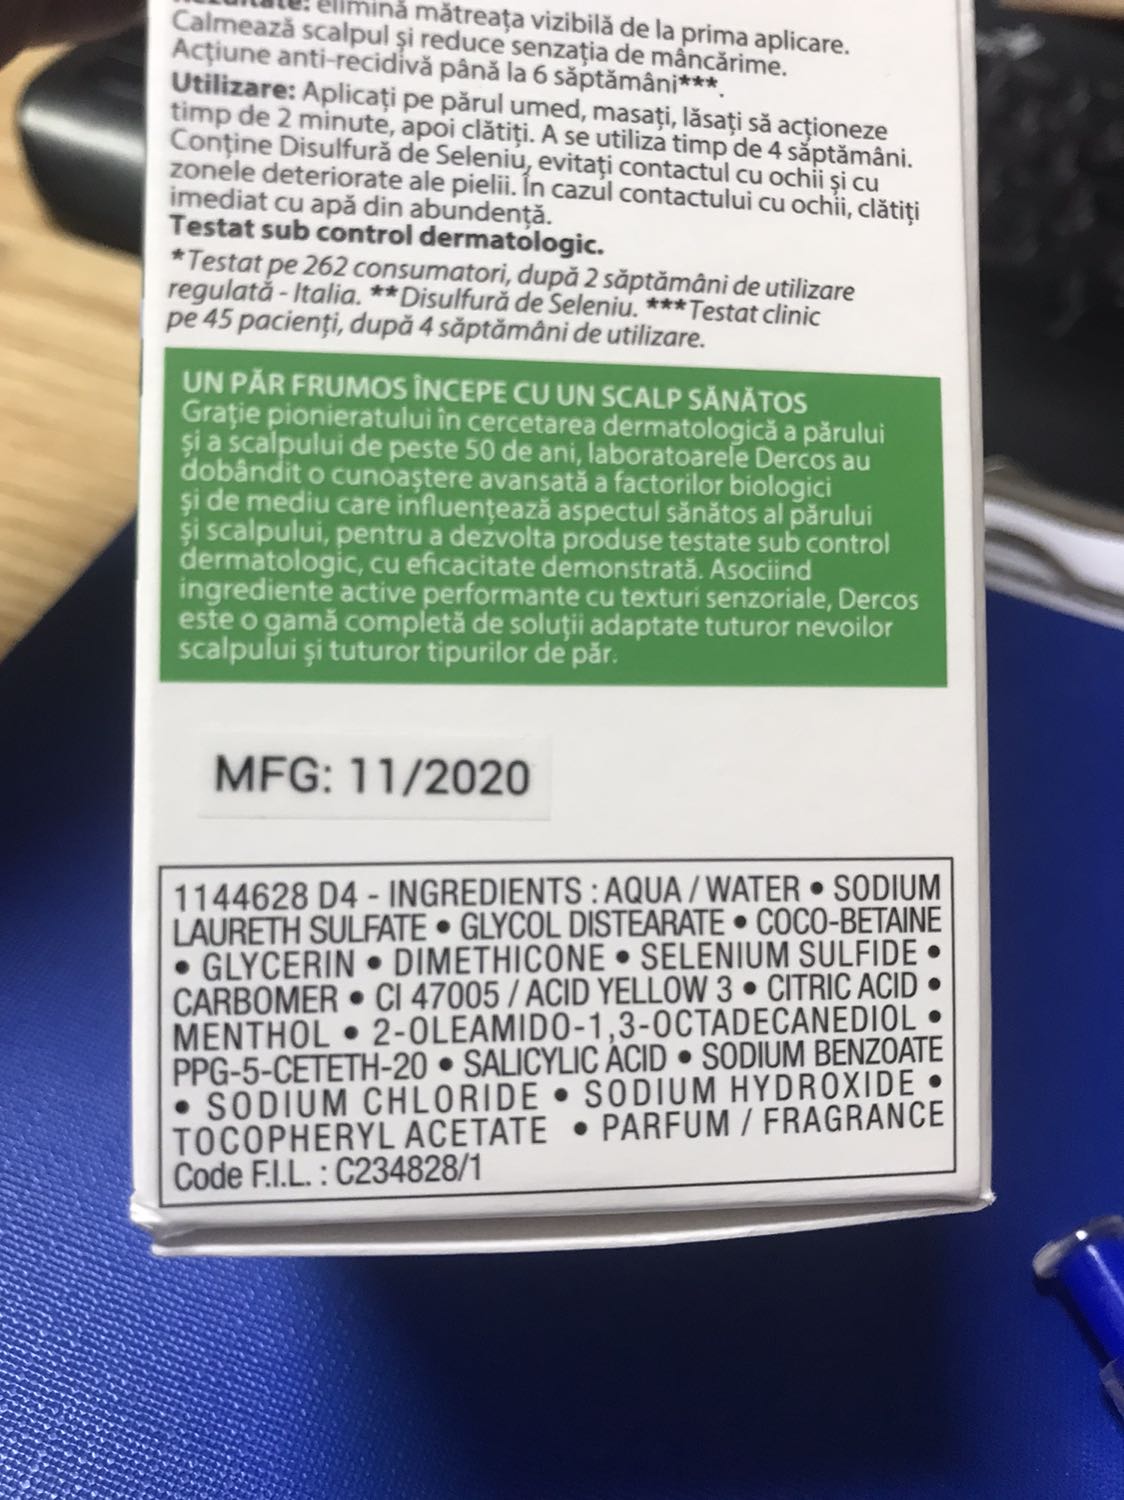 Rezultate: elimină mătreața vizibilă de la prima aplicare.
Calmează scalpul și reduce senzația de mâncărime.
Acțiune anti-recidivă până la 6 săptămâni***.
Utilizare: Aplicați pe părul umed, masați, lăsați să acționeze
timp de 2 minute, apoi clătiți. A se utiliza timp de 4 săptămâni.
Conține Disulfură de Seleniu, evitați contactul cu ochii și cu
zonele deteriorate ale pielii. În cazul contactului cu ochii, clătiți
imediat cu apă din abundență.
Testat sub control dermatologic.
*Testat pe 262 consumatori, după 2 săptămâni de utilizare
regulată - Italia. **Disulfură de Seleniu. ***Testat clinic
pe 45 pacienți, după 4 săptămâni de utilizare.
UN PĂR FRUMOS ÎNCEPE CU UN SCALP SĂNĂTOS
Grație pionieratului în cercetarea dermatologică a părului
și a scalpului de peste 50 de ani, laboratoarele Dercos au
dobândit o cunoaștere avansată a factorilor biologici
și de mediu care influențează aspectul sănătos al părului
și scalpului, pentru a dezvolta produse testate sub control
dermatologic, cu eficacitate demonstrată. Asociind
ingrediente active performante cu texturi senzoriale, Dercos
este o gamă completă de soluții adaptate tuturor nevoilor
scalpului și tuturor tipurilor de păr.
MFG: 11/2020
1144628 D4 - INGREDIENTS : AQUA / WATER • SODIUM
LAURETH SULFATE • GLYCOL DISTEARATE • COCO-BETAINE
• GLYCERIN • DIMETHICONE • SELENIUM SULFIDE •
CARBOMER • CI 47005 / ACID YELLOW 3 • CITRIC ACID •
MENTHOL • 2-OLEAMIDO-1,3-OCTADECANEDIOL •
PPG-5-CETETH-20 • SALICYLIC ACID • SODIUM BENZOATE
• SODIUM CHLORIDE • SODIUM HYDROXIDE •
TOCOPHERYL ACETATE • PARFUM / FRAGRANCE
Code F.I.L. : C234828/1